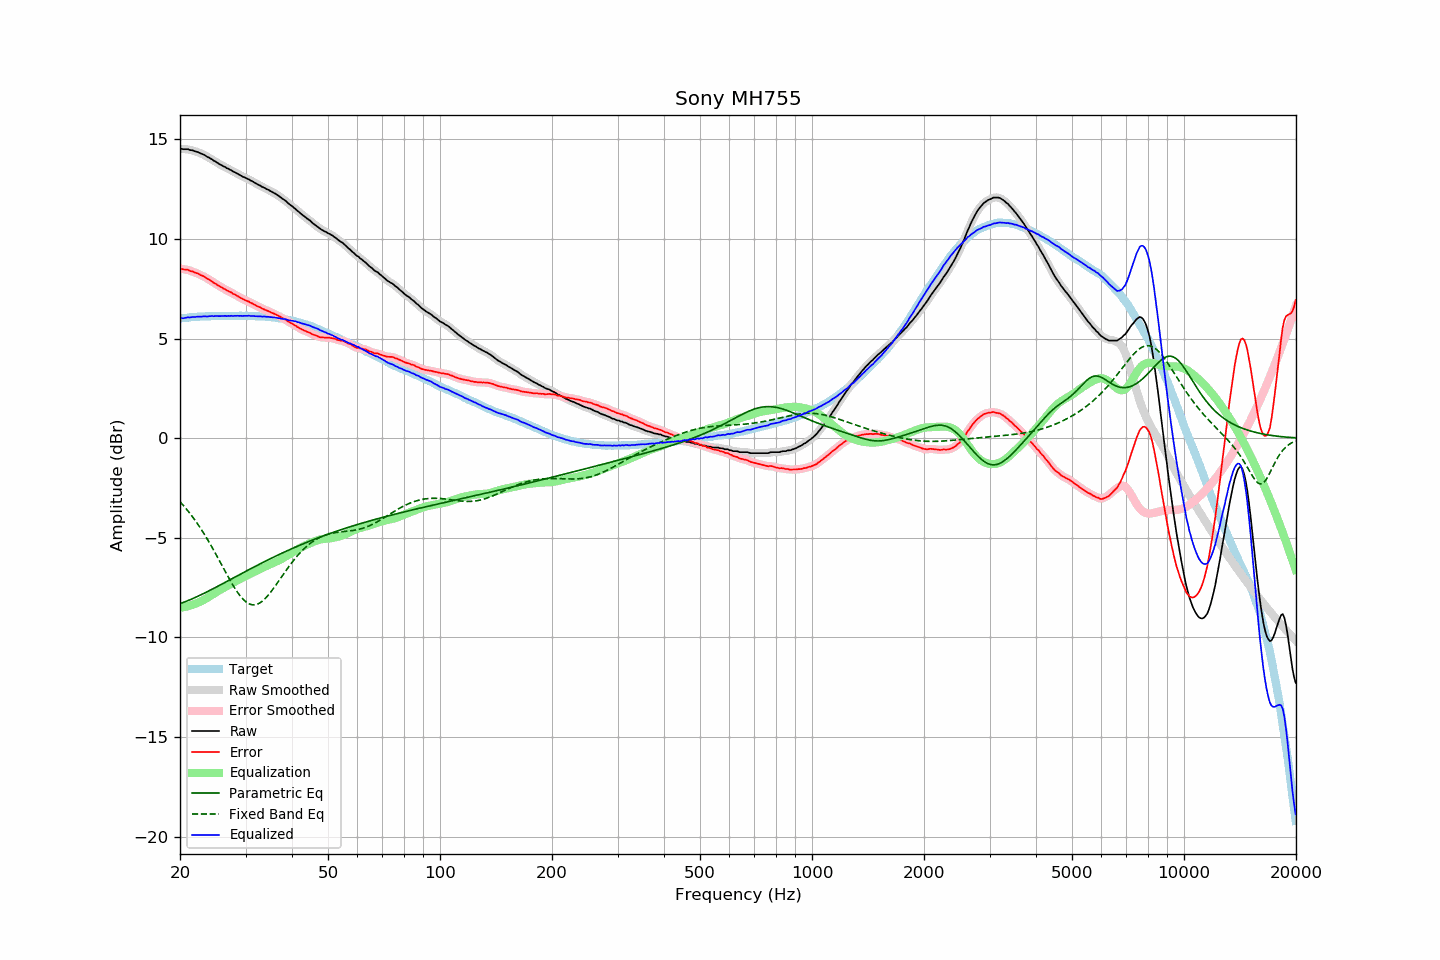 Sony MH755
15
10
5
0
−5
−10
−15
−20
Amplitude (dBr)
Target
Raw Smoothed
Error Smoothed
Raw
Error
Equalization
Parametric Eq
Fixed Band Eq
Equalized
20 50 100 200 500 1000 2000 5000 10000 20000
Frequency (Hz)